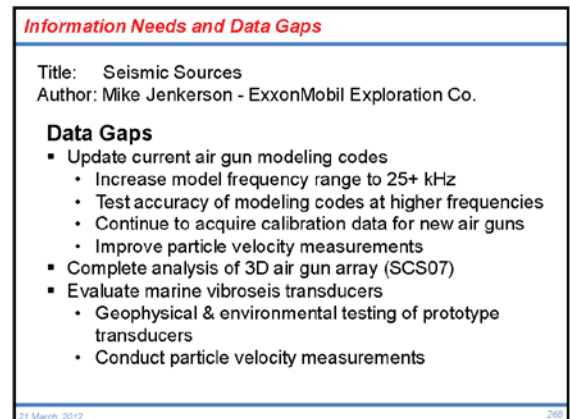 Information Needs and Data Gaps
Title: Seismic Sources
Author: Mike Jenkerson - ExxonMobil Exploration Co.
Data Gaps
▪ Update current air gun modeling codes
• Increase model frequency range to 25+ kHz
• Test accuracy of modeling codes at higher frequencies
• Continue to acquire calibration data for new air guns
• Improve particle velocity measurements
▪ Complete analysis of 3D air gun array (SCS07)
▪ Evaluate marine vibroseis transducers
• Geophysical & environmental testing of prototype
transducers
• Conduct particle velocity measurements
21 March, 2012 268